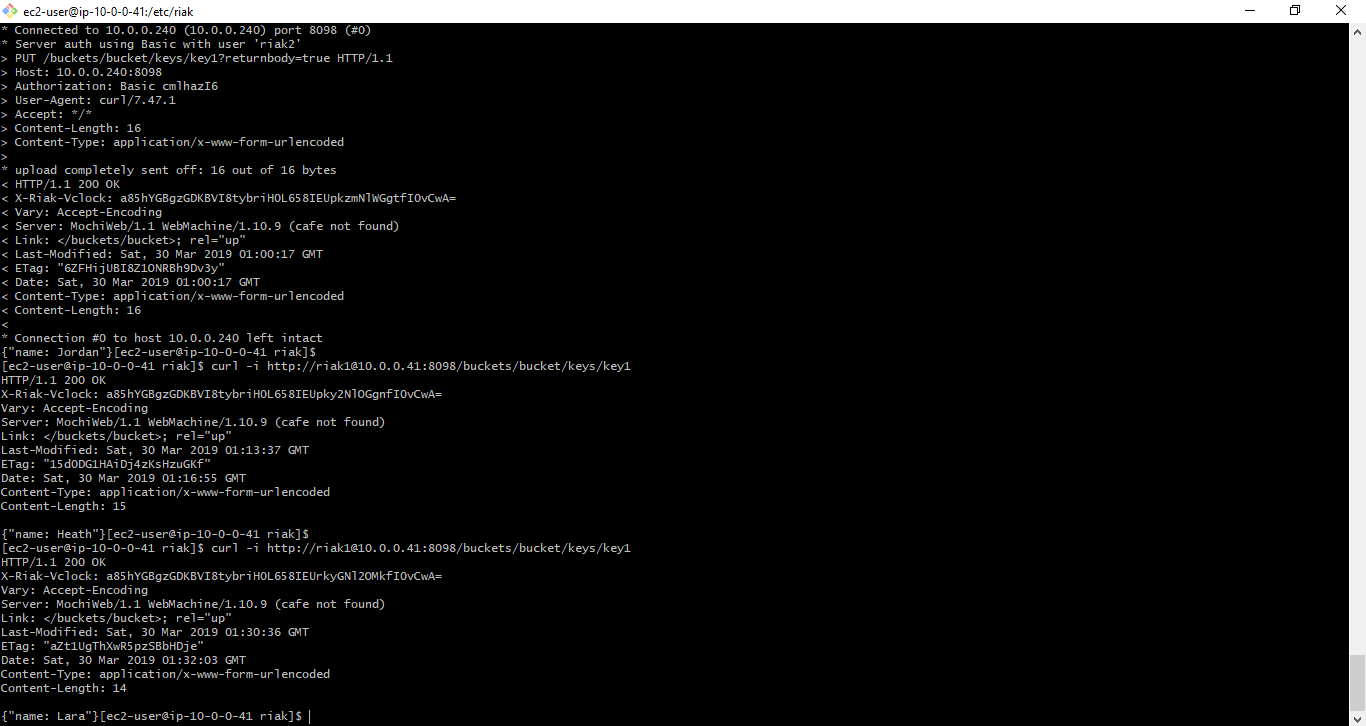 ec2-user@ip-10-0-0-41:/etc/riak
* Connected to 10.0.0.240 (10.0.0.240) port 8098 (#0)
* Server auth using Basic with user 'riak2'
> PUT /buckets/bucket/keys/key1?returnbody=true HTTP/1.1
> Host: 10.0.0.240:8098
> Authorization: Basic cmlhazI6
> User-Agent: curl/7.47.1
> Accept: */*
> Content-Length: 16
> Content-Type: application/x-www-form-urlencoded
>
* upload completely sent off: 16 out of 16 bytes
< HTTP/1.1 200 OK
< X-Riak-Vclock: a85hYGBgzGDKBVI8tybriHOL658IEUpkzmNlWGgtfIOvCwA=
< Vary: Accept-Encoding
< Server: MochiWeb/1.1 WebMachine/1.10.9 (cafe not found)
< Link: </buckets/bucket>; rel="up"
< Last-Modified: Sat, 30 Mar 2019 01:00:17 GMT
< ETag: "6ZFHijUBI8Z1ONRBh9Dv3y"
< Date: Sat, 30 Mar 2019 01:00:17 GMT
< Content-Type: application/x-www-form-urlencoded
< Content-Length: 16
<
* Connection #0 to host 10.0.0.240 left intact
{"name: Jordan"}[ec2-user@ip-10-0-0-41 riak]$
[ec2-user@ip-10-0-0-41 riak]$ curl -i http://riak1@10.0.0.41:8098/buckets/bucket/keys/key1
HTTP/1.1 200 OK
X-Riak-Vclock: a85hYGBgzGDKBVI8tybriHOL658IEUpky2NlOGgnfIOvCwA=
Vary: Accept-Encoding
Server: MochiWeb/1.1 WebMachine/1.10.9 (cafe not found)
Link: </buckets/bucket>; rel="up"
Last-Modified: Sat, 30 Mar 2019 01:13:37 GMT
ETag: "15dODG1HAiDj4zKsHzuGKf"
Date: Sat, 30 Mar 2019 01:16:55 GMT
Content-Type: application/x-www-form-urlencoded
Content-Length: 15

{"name: Heath"}[ec2-user@ip-10-0-0-41 riak]$
[ec2-user@ip-10-0-0-41 riak]$ curl -i http://riak1@10.0.0.41:8098/buckets/bucket/keys/key1
HTTP/1.1 200 OK
X-Riak-Vclock: a85hYGBgzGDKBVI8tybriHOL658IEUrkyGNl2OMkfIOvCwA=
Vary: Accept-Encoding
Server: MochiWeb/1.1 WebMachine/1.10.9 (cafe not found)
Link: </buckets/bucket>; rel="up"
Last-Modified: Sat, 30 Mar 2019 01:30:36 GMT
ETag: "aZt1UgThXwR5pzSBbHDje"
Date: Sat, 30 Mar 2019 01:32:03 GMT
Content-Type: application/x-www-form-urlencoded
Content-Length: 14

{"name: Lara"}[ec2-user@ip-10-0-0-41 riak]$